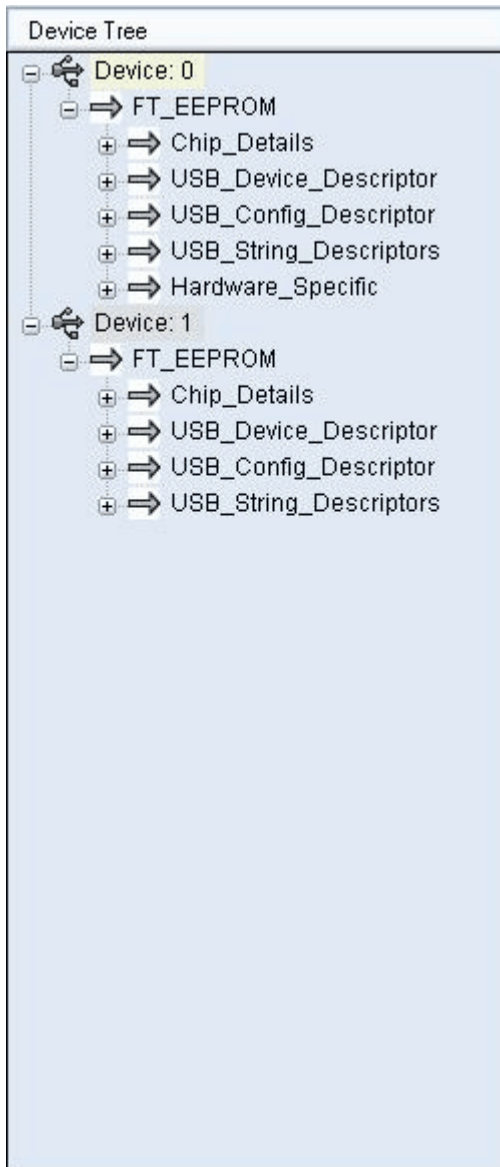 Device Tree
Device: 0
FT_EEPROM
Chip_Details
USB_Device_Descriptor
USB_Config_Descriptor
USB_String_Descriptors
Hardware_Specific
Device: 1
FT_EEPROM
Chip_Details
USB_Device_Descriptor
USB_Config_Descriptor
USB_String_Descriptors